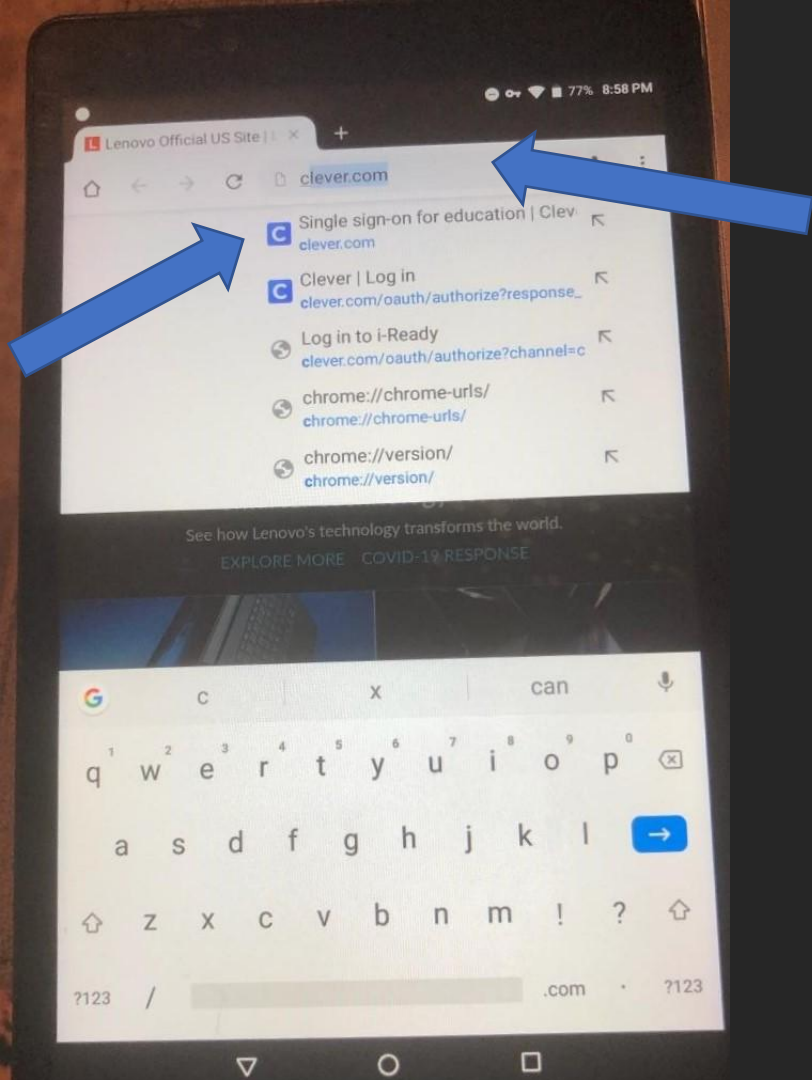 77% 8:58 PM
Lenovo Official US Site |
clever.com
Single sign-on for education | Clev
clever.com
Clever | Log in
clever.com/oauth/authorize?response_
Log in to i-Ready
clever.com/oauth/authorize?channel=c
chrome://chrome-urls/
chrome://chrome-urls/
chrome://version/
chrome://version/
See how Lenovo's technology transforms the world.
EXPLORE MORE COVID-19 RESPONSE
c x can
1 2 3 4 5 6 7 8 9 0
q w e r t y u i o p
a s d f g h j k l
z x c v b n m ! ?
?123 / .com . ?123